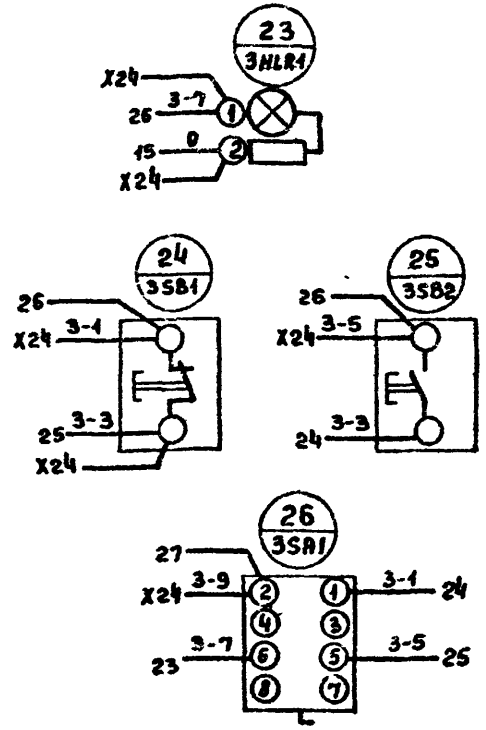 23
3HLR1
X24
26 3-7 1
15 0 2
X24
24
3SB1
26
X24 3-1
25 3-3
X24
25
3SB2
26
X24 3-5
24 3-3
26
3SA1
27
X24 3-9 2 1 3-1 24
4 3
23 3-7 6 5 3-5 25
8 7